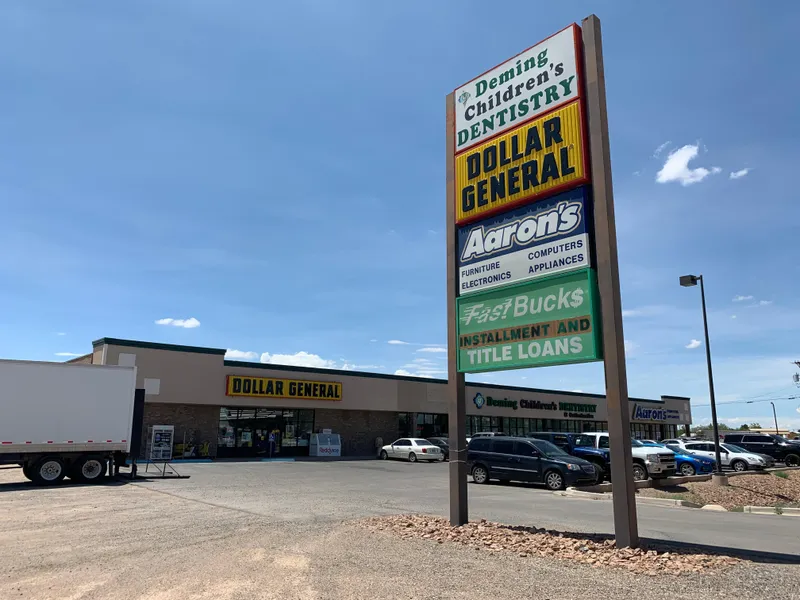 Deming
Children's
DENTISTRY
DOLLAR
GENERAL
Aaron's
FURNITURE COMPUTERS
ELECTRONICS APPLIANCES
Fast Buck$
INSTALLMENT AND
TITLE LOANS
DOLLAR GENERAL
Deming Children's DENTISTRY
Aaron's